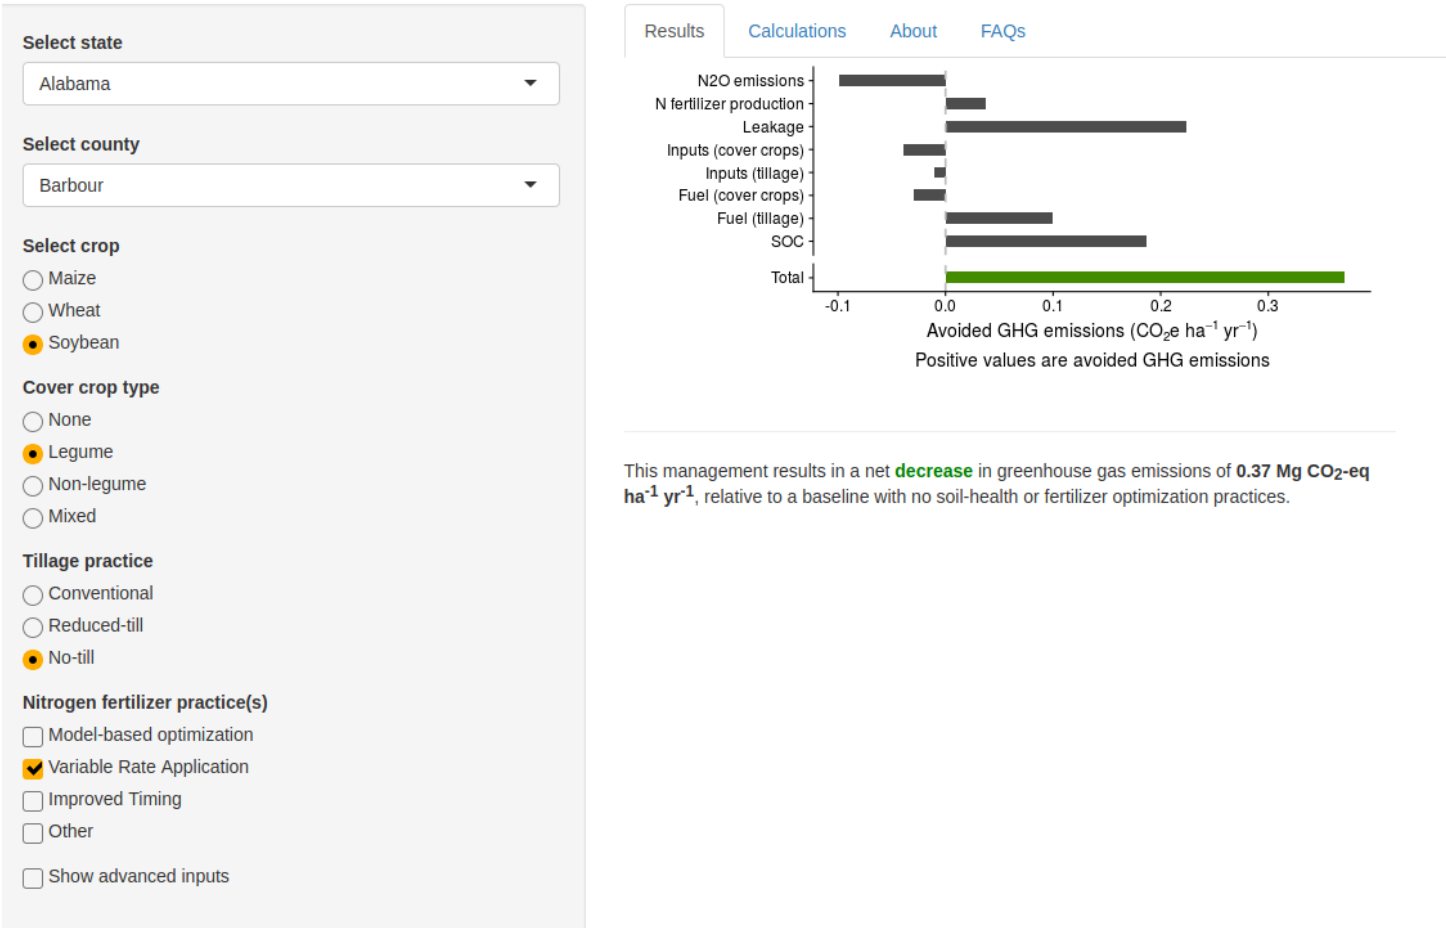 Select state
Alabama
Select county
Barbour
Select crop
Maize
Wheat
Soybean
Cover crop type
None
Legume
Non-legume
Mixed
Tillage practice
Conventional
Reduced-till
No-till
Nitrogen fertilizer practice(s)
Model-based optimization
Variable Rate Application
Improved Timing
Other
Show advanced inputs
Results Calculations About FAQs
N2O emissions
N fertilizer production
Leakage
Inputs (cover crops)
Inputs (tillage)
Fuel (cover crops)
Fuel (tillage)
SOC
Total
-0.1 0.0 0.1 0.2 0.3
Avoided GHG emissions (CO₂e ha⁻¹ yr⁻¹)
Positive values are avoided GHG emissions
This management results in a net decrease in greenhouse gas emissions of 0.37 Mg CO₂-eq
ha⁻¹ yr⁻¹, relative to a baseline with no soil-health or fertilizer optimization practices.